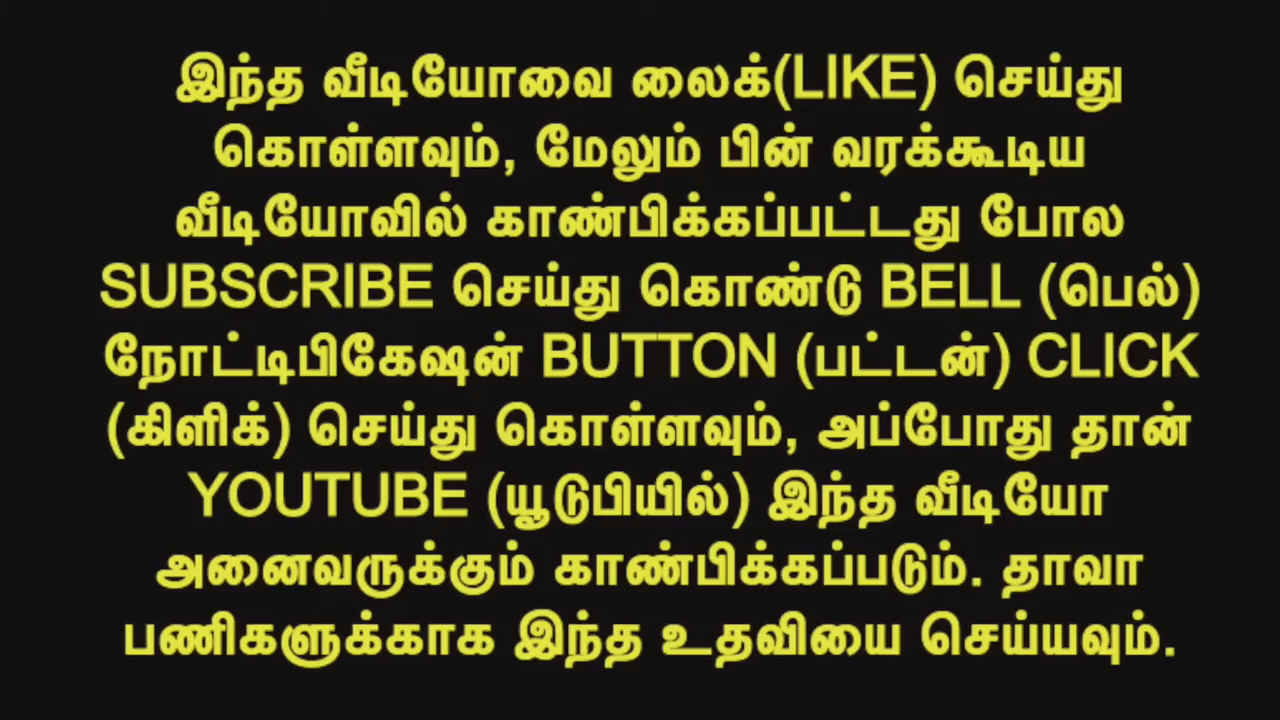 இந்த வீடியோவை லைக்(LIKE) செய்து
கொள்ளவும், மேலும் பின் வரக்கூடிய
வீடியோவில் காண்பிக்கப்பட்டது போல
SUBSCRIBE செய்து கொண்டு BELL (பெல்)
நோட்டிபிகேஷன் BUTTON (பட்டன்) CLICK
(கிளிக்) செய்து கொள்ளவும், அப்போது தான்
YOUTUBE (யூடுபியில்) இந்த வீடியோ
அனைவருக்கும் காண்பிக்கப்படும். தாவா
பணிகளுக்காக இந்த உதவியை செய்யவும்.